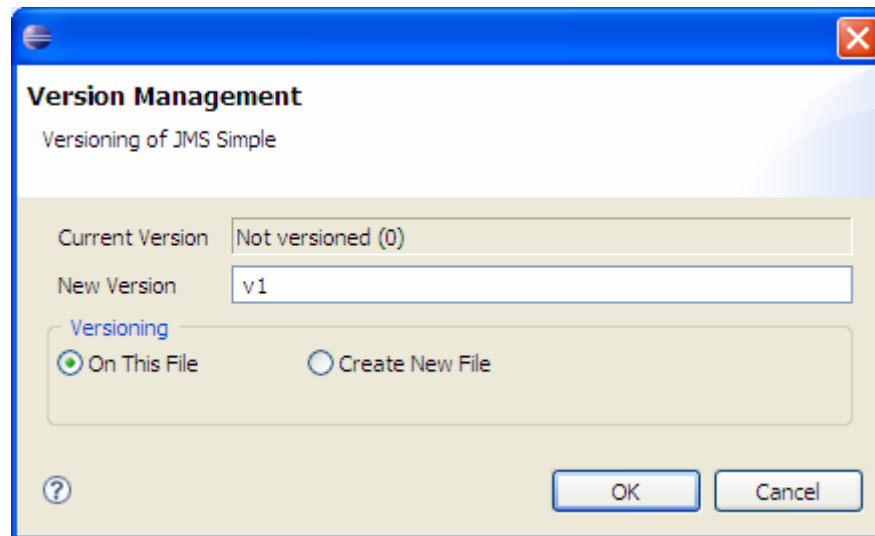 Version Management
Versioning of JMS Simple
Current Version Not versioned (0)
New Version v1
Versioning
On This File Create New File
? OK Cancel